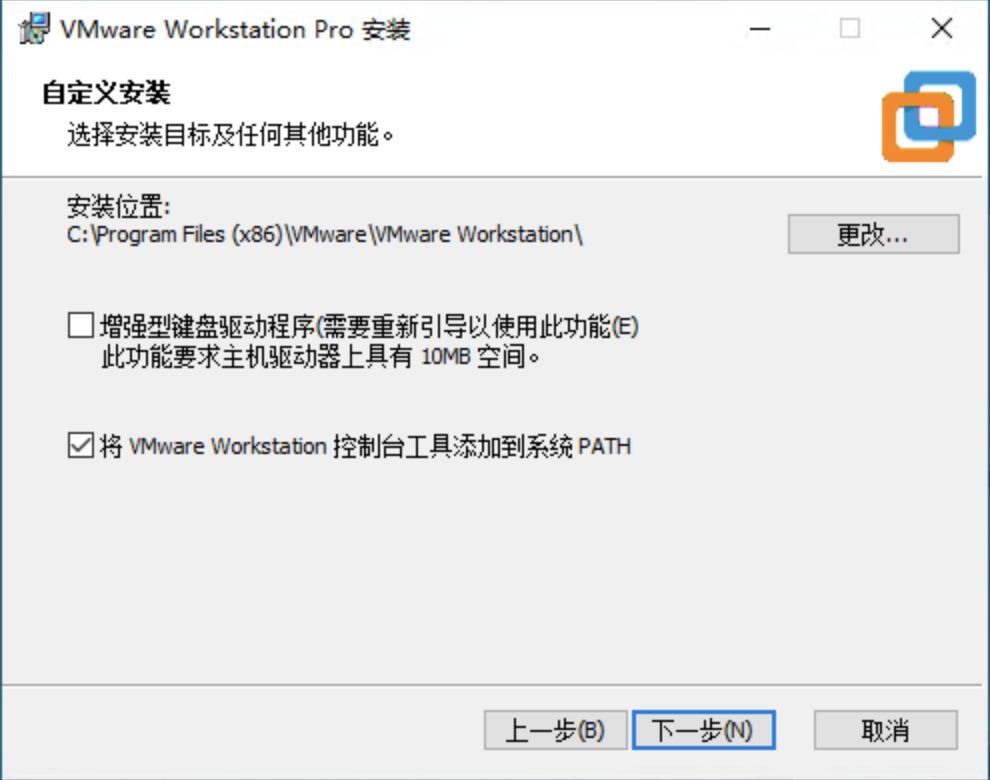 VMware Workstation Pro 安装
自定义安装
选择安装目标及任何其他功能。
安装位置:
C:\Program Files (x86)\VMware\VMware Workstation\
更改...
增强型键盘驱动程序(需要重新引导以使用此功能(E)
此功能要求主机驱动器上具有 10MB 空间。
将 VMware Workstation 控制台工具添加到系统 PATH
上一步(B) 下一步(N) 取消